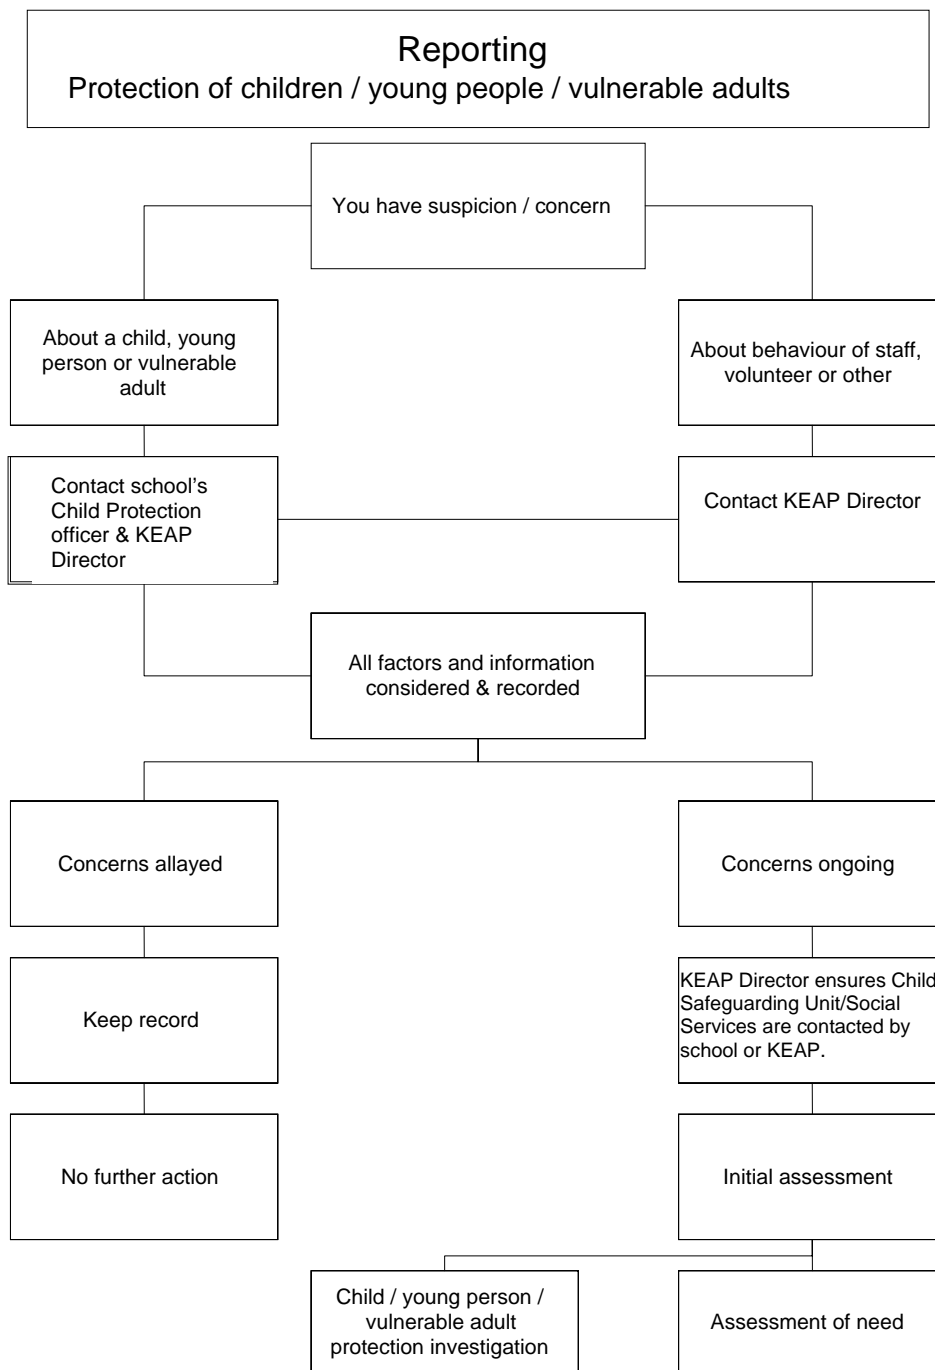 Reporting
Protection of children / young people / vulnerable adults
You have suspicion / concern
About a child, young
person or vulnerable
adult
About behaviour of staff,
volunteer or other
Contact school’s
Child Protection
officer & KEAP
Director
Contact KEAP Director
All factors and information
considered & recorded
Concerns allayed
Concerns ongoing
Keep record
KEAP Director ensures Child
Safeguarding Unit/Social
Services are contacted by
school or KEAP.
No further action
Initial assessment
Child / young person /
vulnerable adult
protection investigation
Assessment of need